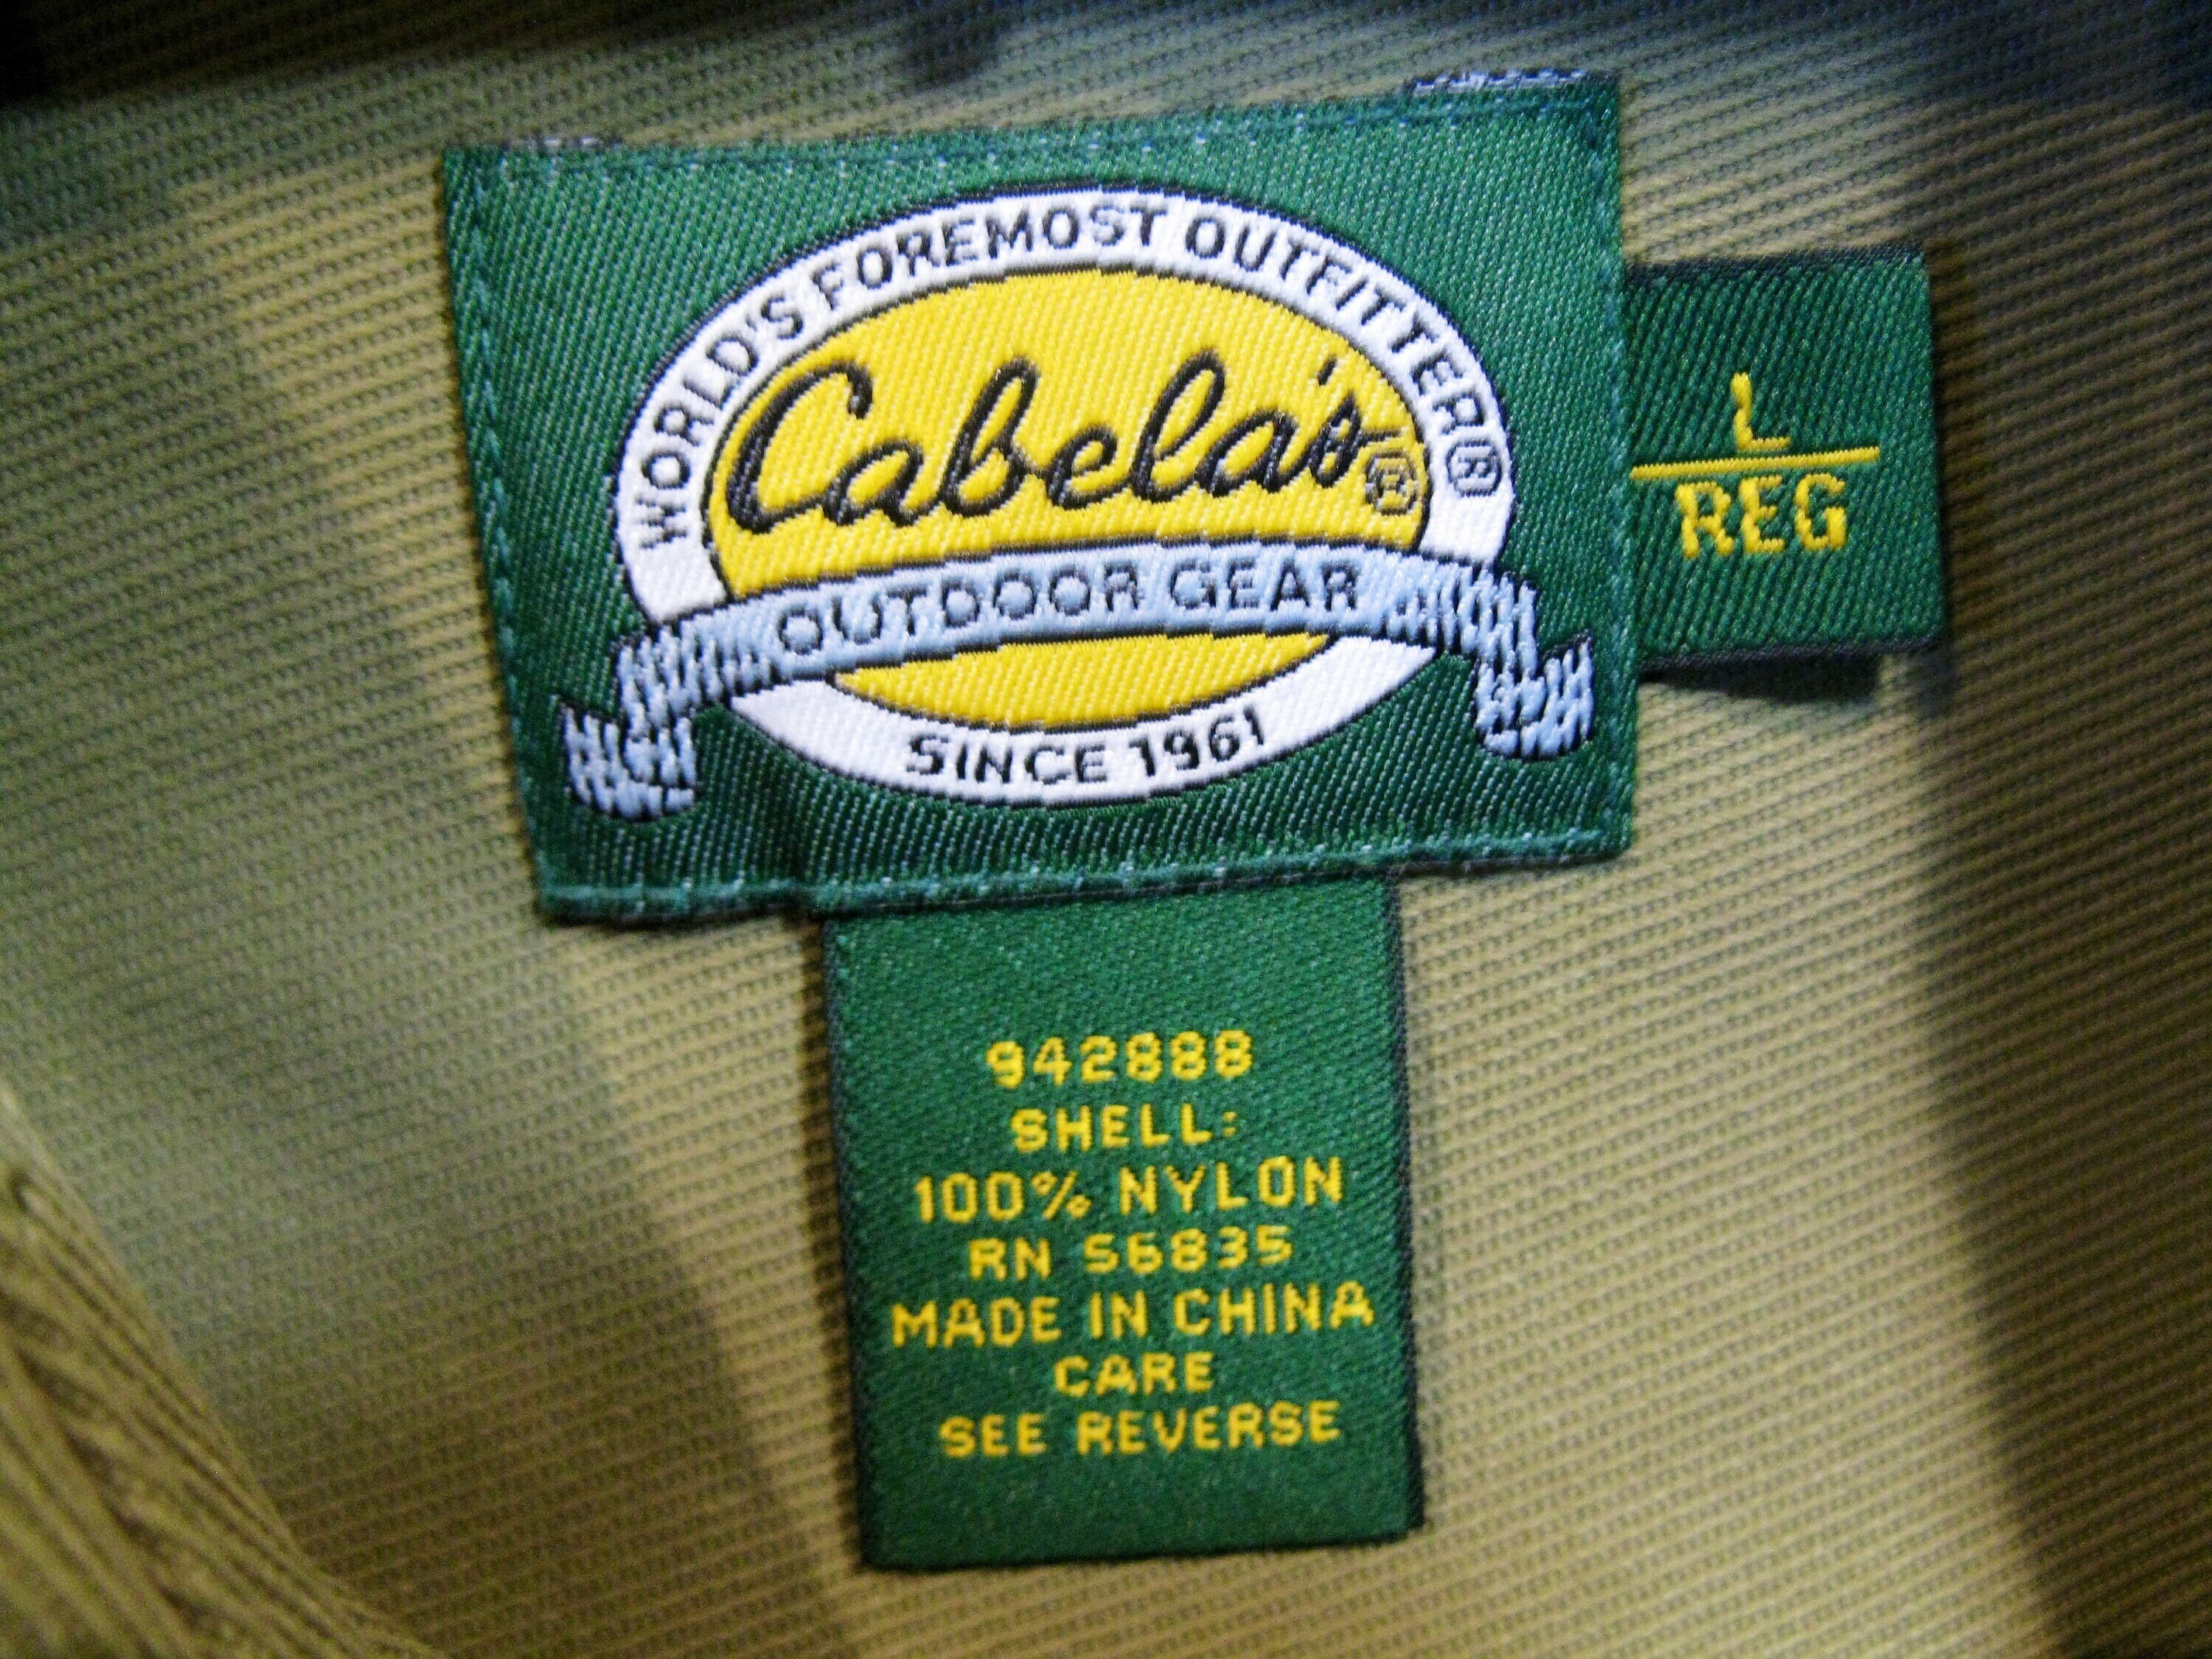 WORLD'S FOREMOST OUTFITTER®
Cabela's®
OUTDOOR GEAR
SINCE 1961
L
REG
942888
SHELL:
100% NYLON
RN 56835
MADE IN CHINA
CARE
SEE REVERSE